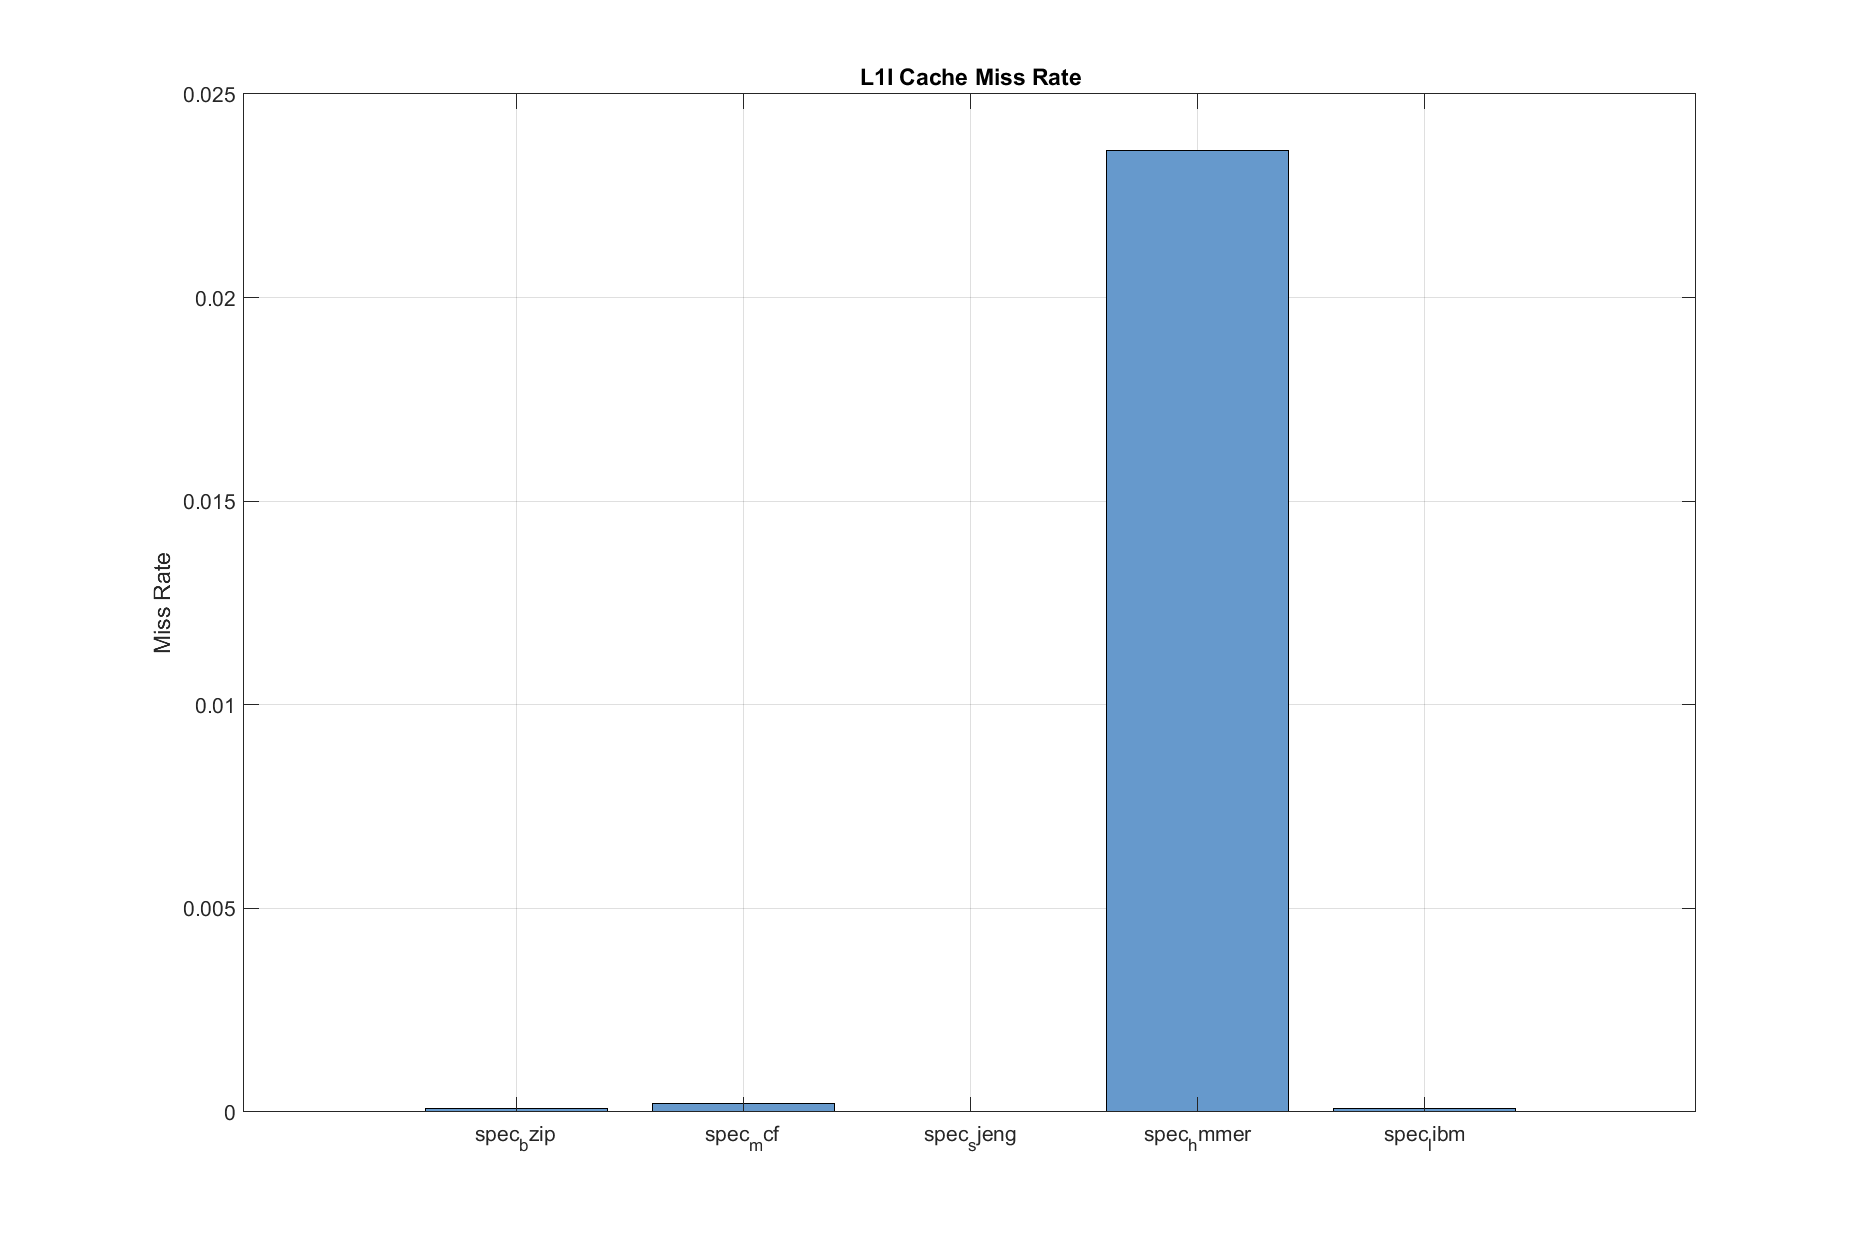 L1I Cache Miss Rate
0.025
0.02
0.015
0.01
0.005
0
Miss Rate
spec_bzip spec_mcf spec_sjeng spec_hmmer spec_libm